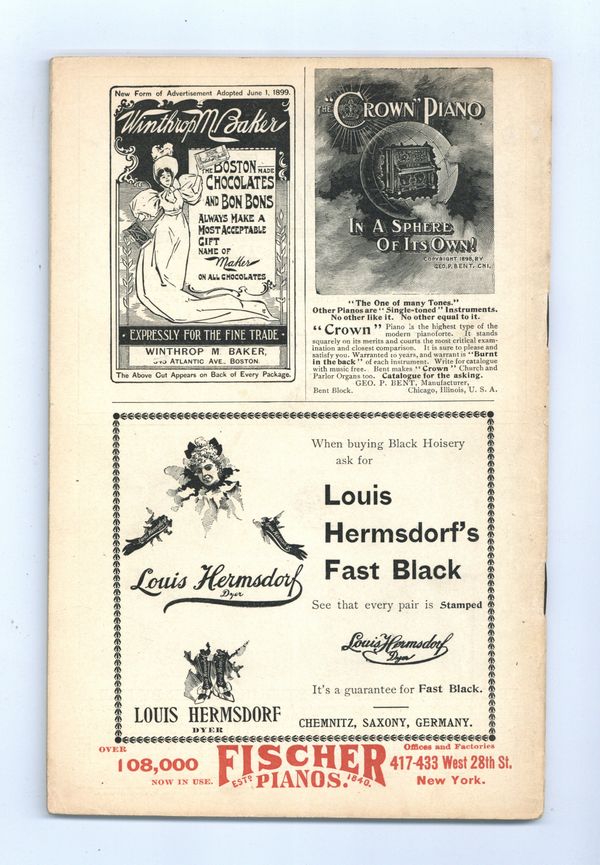 New Form of Advertisement Adopted June 1, 1899.
Winthrop M Baker
THE BOSTON MADE
CHOCOLATES
AND BON BONS
ALWAYS MAKE A
MOST ACCEPTABLE
GIFT
NAME OF
Maker
ON ALL CHOCOLATES
EXPRESSLY FOR THE FINE TRADE
WINTHROP M. BAKER,
ATLANTIC AVE. BOSTON.
The Above Cut Appears on Back of Every Package.
THE "CROWN" PIANO
IN A SPHERE
OF ITS OWN!
COPYRIGHT 1898, BY
GEO. P. BENT. CHI.
"The One of many Tones."
Other Pianos are "Single-toned" Instruments.
No other like it. No other equal to it.
"Crown" Piano is the highest type of the
modern pianoforte. It stands
squarely on its merits and courts the most critical exam-
ination and closest comparison. It is sure to please and
satisfy you. Warranted 10 years, and warrant is "Burnt
in the back" of each instrument. Write for catalogue
with music free. Bent makes "Crown" Church and
Parlor Organs too. Catalogue for the asking.
GEO. P. BENT, Manufacturer,
Bent Block. Chicago, Illinois, U. S. A.
Louis Hermsdorf
Dyer
LOUIS HERMSDORF
DYER
When buying Black Hoisery
ask for
Louis
Hermsdorf's
Fast Black
See that every pair is Stamped
Louis Hermsdorf
Dyer
It's a guarantee for Fast Black.
CHEMNITZ, SAXONY, GERMANY.
OVER
108,000
NOW IN USE.
FISCHER
ESTD PIANOS. 1840.
Offices and Factories
417-433 West 28th St.
New York.